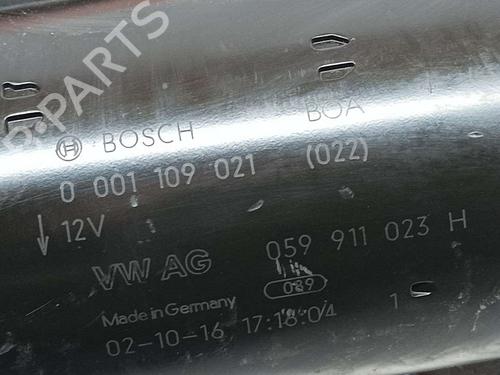 BOSCH BOA
0 001 109 021 (022)
12V
VW AG 059 911 023 H
089
Made in Germany
02-10-16 17:18:04 1